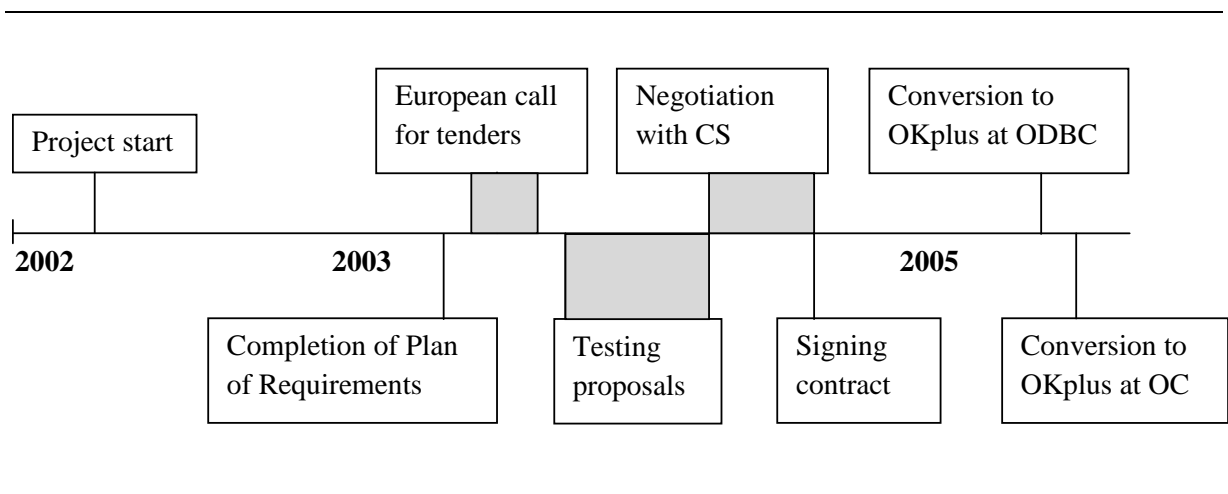 European call
for tenders
Negotiation
with CS
Conversion to
OKplus at ODBC
Project start
2002
2003
2005
Completion of Plan
of Requirements
Testing
proposals
Signing
contract
Conversion to
OKplus at OC